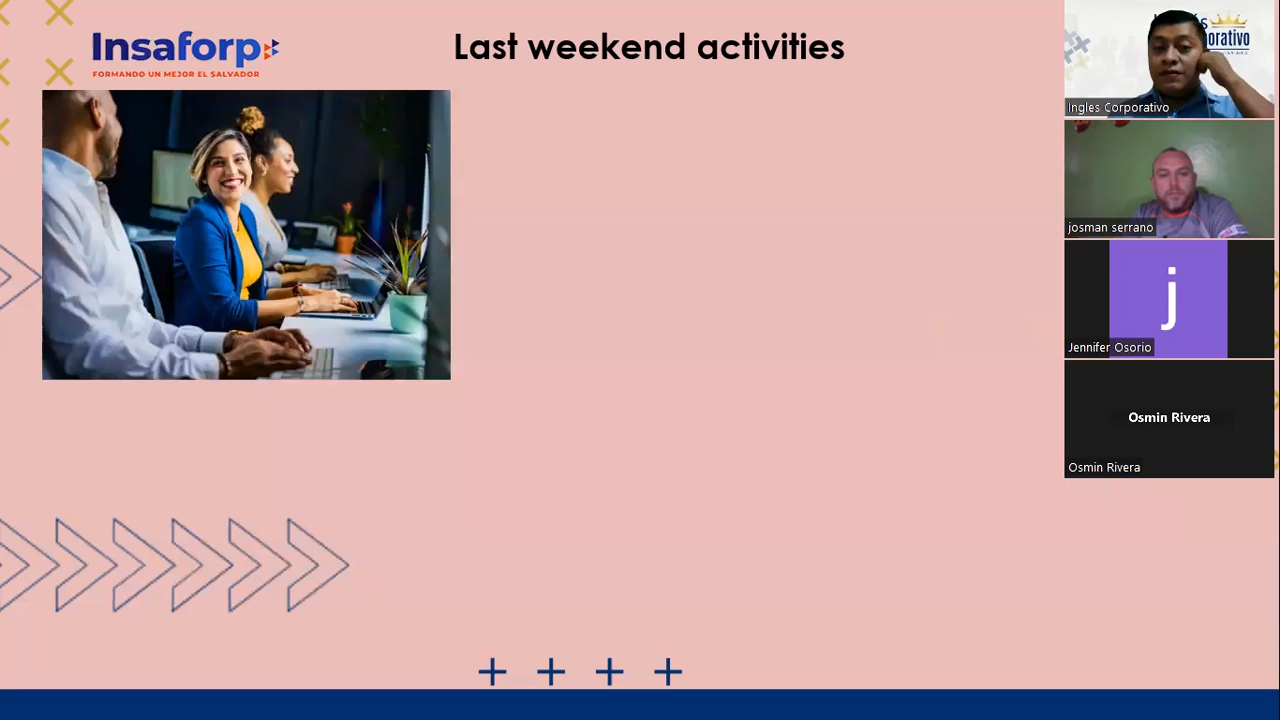 Insaforp
FORMANDO UN MEJOR EL SALVADOR
Last weekend activities
orativo
Ingles Corporativo
josman serrano
j
Jennifer Osorio
Osmin Rivera
Osmin Rivera